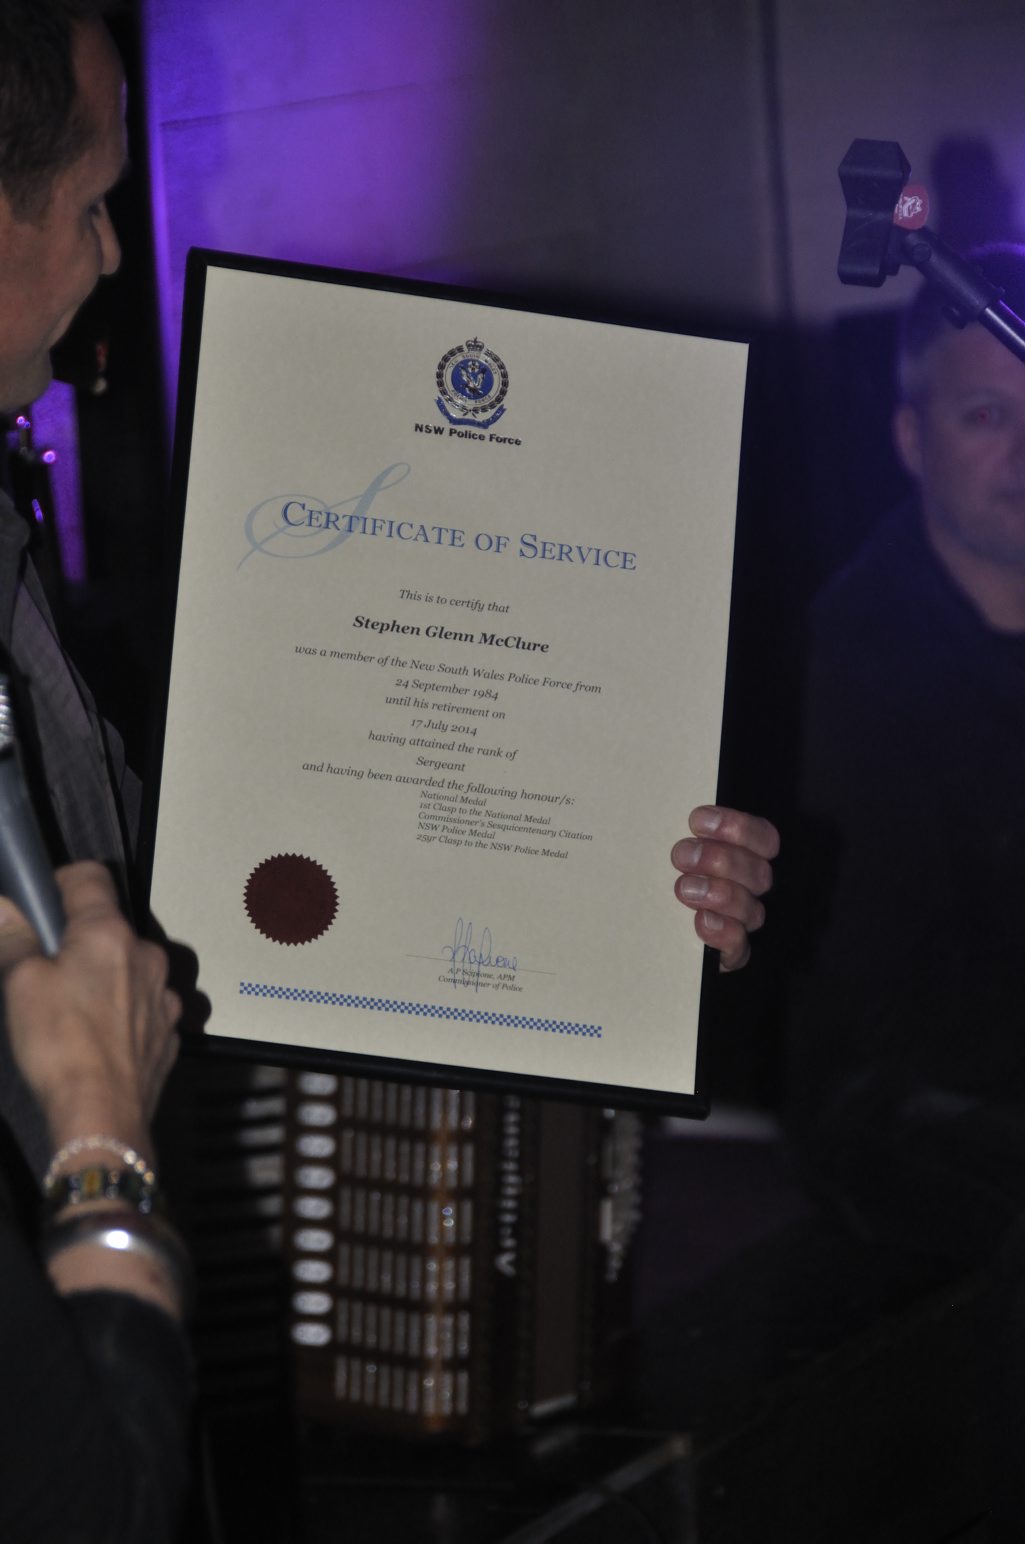 NSW Police Force
CERTIFICATE OF SERVICE
This is to certify that
Stephen Glenn McClure
was a member of the New South Wales Police Force from
24 September 1984
until his retirement on
17 July 2014
having attained the rank of
Sergeant
and having been awarded the following honour/s:
National Medal
1st Clasp to the National Medal
Commissioner's Sesquicentenary Citation
NSW Police Medal
25yr Clasp to the NSW Police Medal
A P Scipione, APM
Commissioner of Police
Artigiana